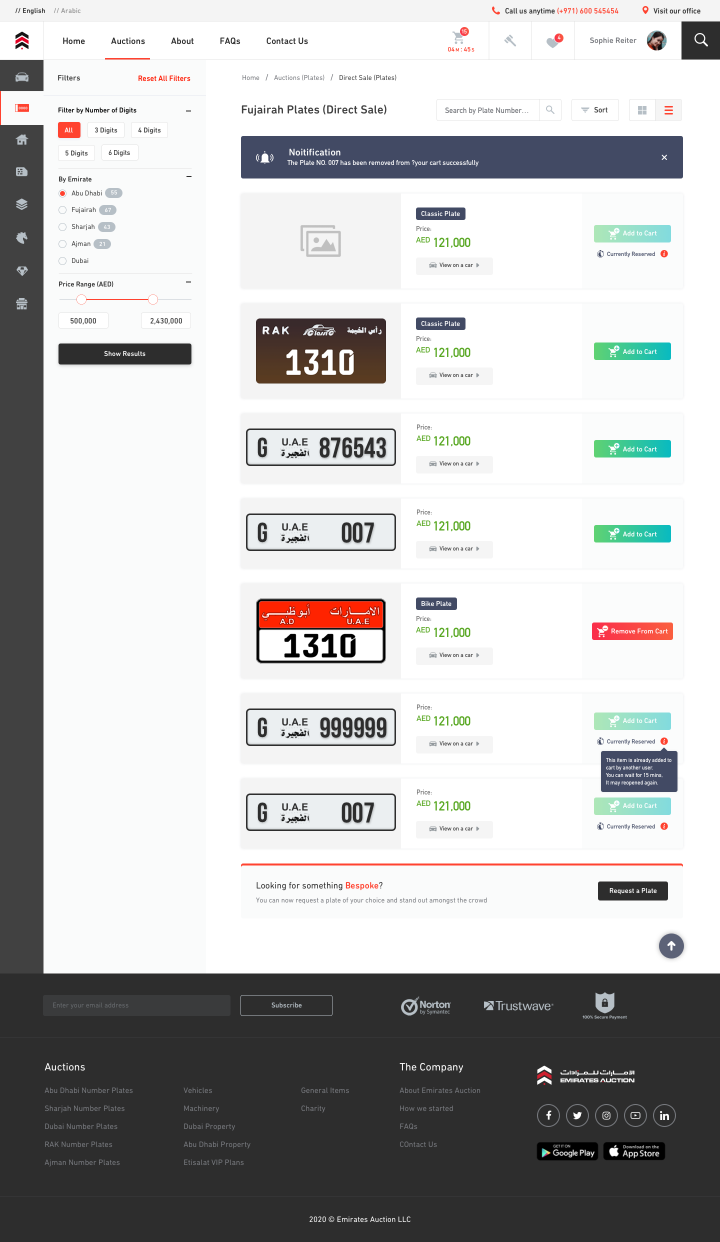 // English // Arabic
Call us anytime (+971) 600 545454 Visit our office
Home Auctions About FAQs Contact Us
15
04M : 45 S
4
Sophie Reiter
Filters Reset All Filters
Home / Auctions (Plates) / Direct Sale (Plates)
Filter by Number of Digits
All 3 Digits 4 Digits
5 Digits 6 Digits
By Emirate
Abu Dhabi 59
Fujairah 67
Sharjah 43
Ajman 21
Dubai
Price Range (AED)
500,000 2,430,000
Show Results
Fujairah Plates (Direct Sale)
Search by Plate Number... Sort
Noitification
The Plate NO. 007 has been removed from ?your cart successfully
Classic Plate
Price:
AED 121,000
View on a car
Add to Cart
Currently Reserved
RAK CLASSIC رأس الخيمة
1310
Classic Plate
Price:
AED 121,000
View on a car
Add to Cart
G U.A.E الفجيرة 876543
Price:
AED 121,000
View on a car
Add to Cart
G U.A.E الفجيرة 007
Price:
AED 121,000
View on a car
Add to Cart
أبو ظبي الامارات
A.D U.A.E
1310
Bike Plate
Price:
AED 121,000
View on a car
Remove From Cart
G U.A.E الفجيرة 999999
Price:
AED 121,000
View on a car
Add to Cart
Currently Reserved
This item is already added to
cart by another user.
You can wait for 15 mins.
It may reopened again.
G U.A.E الفجيرة 007
Price:
AED 121,000
View on a car
Add to Cart
Currently Reserved
Looking for something Bespoke?
You can now request a plate of your choice and stand out amongst the crowd
Request a Plate
Enter your email address Subscribe
Norton
by Symantec
Trustwave
100% Secure Payment
Auctions
Abu Dhabi Number Plates
Sharjah Number Plates
Dubai Number Plates
RAK Number Plates
Ajman Number Plates
Vehicles
Machinery
Dubai Property
Abu Dhabi Property
Etisalat VIP Plans
General Items
Charity
The Company
About Emirates Auction
How we started
FAQs
COntact Us
الامارات للمزادات
EMIRATES AUCTION
GET IT ON
Google Play
Download on the
App Store
2020 © Emirates Auction LLC